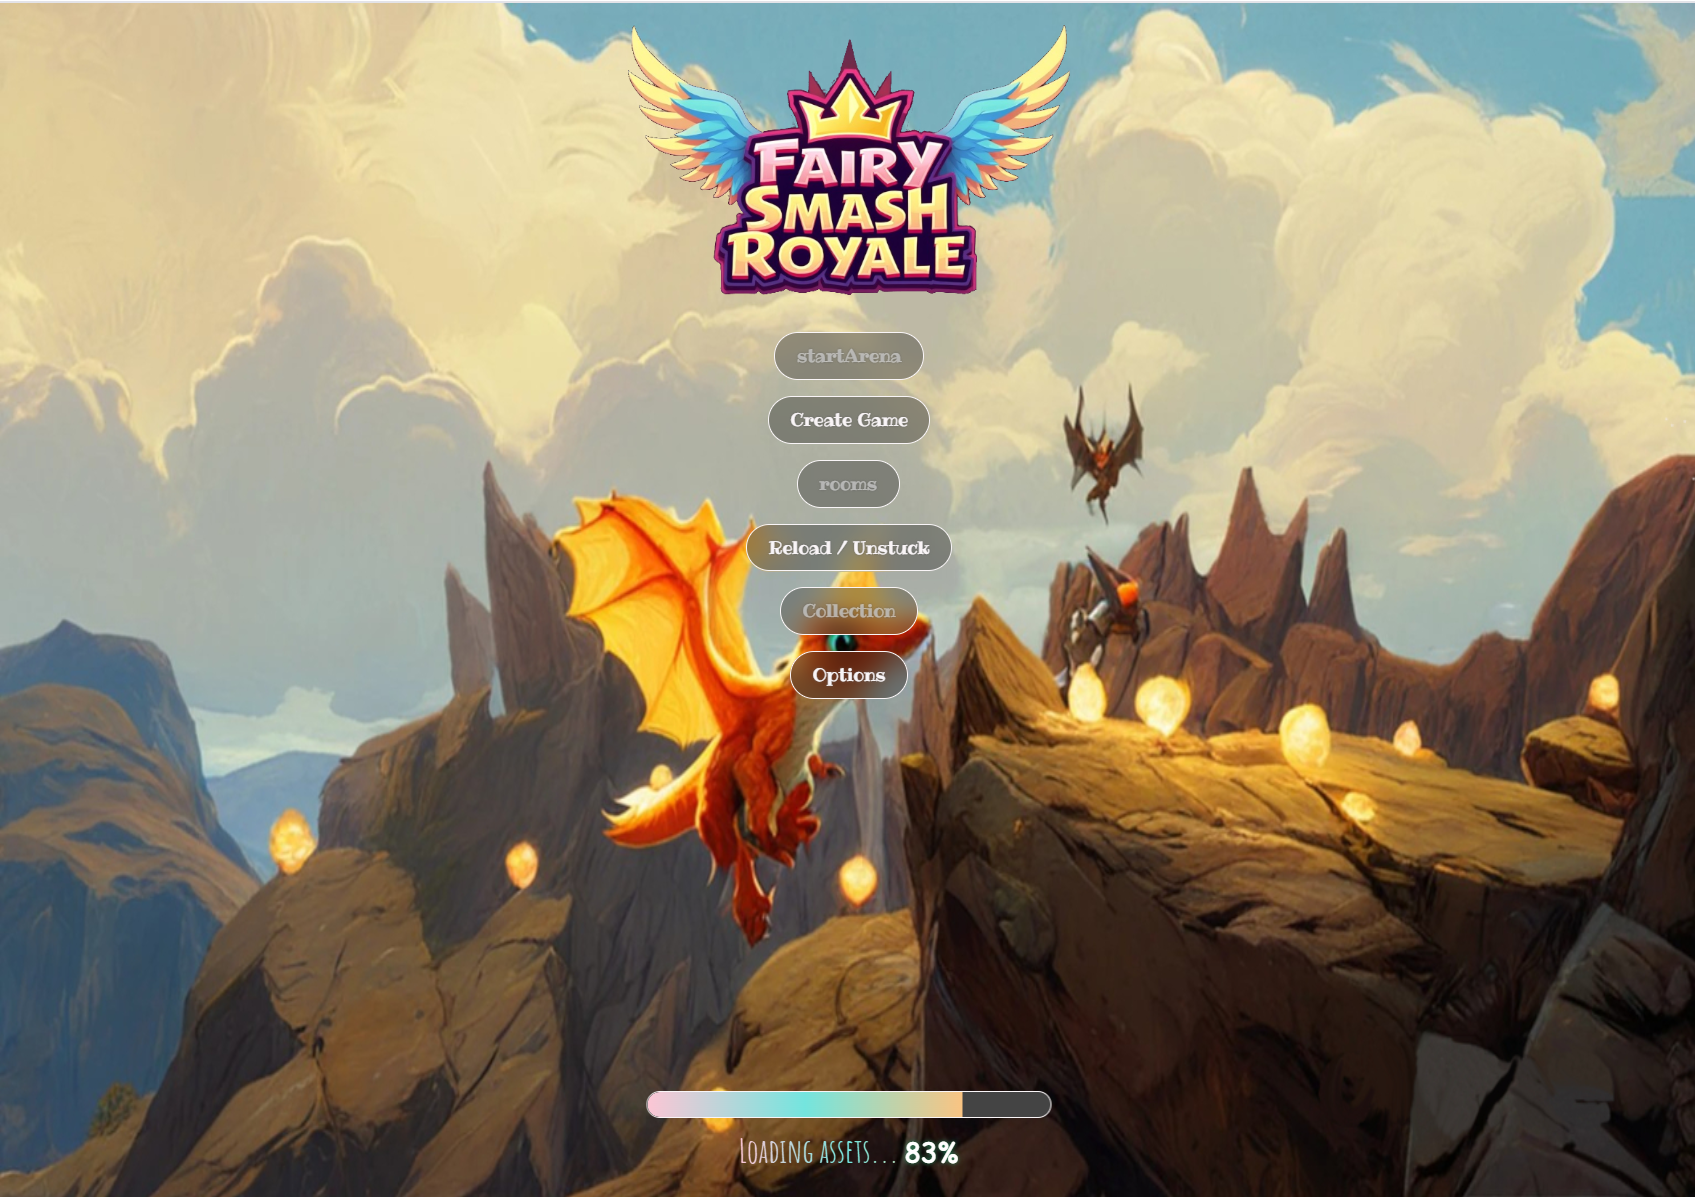 FAIRY
SMASH
ROYALE
startArena
Create Game
rooms
Reload / Unstuck
Collection
Options
Loading assets... 83%